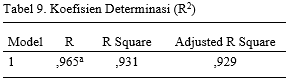 Tabel 9. Koefisien Determinasi (R²)
Model R R Square Adjusted R Square
1 ,965ª ,931 ,929